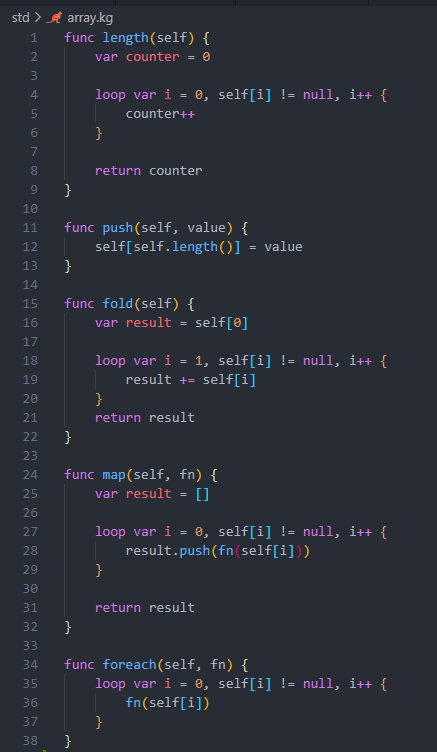 std > array.kg
1 func length(self) {
2     var counter = 0
3
4     loop var i = 0, self[i] != null, i++ {
5         counter++
6     }
7
8     return counter
9 }
10
11 func push(self, value) {
12     self[self.length()] = value
13 }
14
15 func fold(self) {
16     var result = self[0]
17
18     loop var i = 1, self[i] != null, i++ {
19         result += self[i]
20     }
21     return result
22 }
23
24 func map(self, fn) {
25     var result = []
26
27     loop var i = 0, self[i] != null, i++ {
28         result.push(fn(self[i]))
29     }
30
31     return result
32 }
33
34 func foreach(self, fn) {
35     loop var i = 0, self[i] != null, i++ {
36         fn(self[i])
37     }
38 }